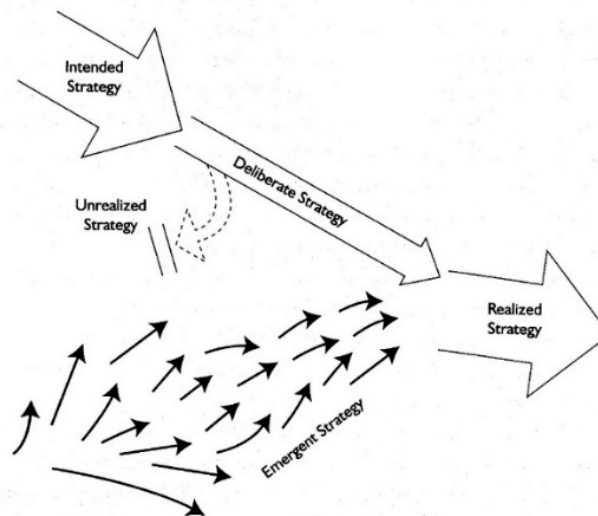 Intended
Strategy
Deliberate Strategy
Unrealized
Strategy
Realized
Strategy
Emergent Strategy